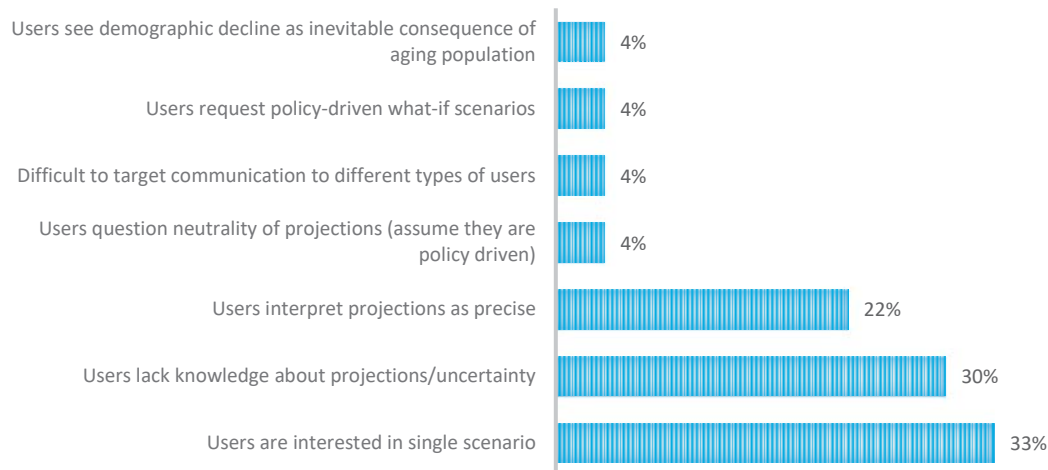 Users see demographic decline as inevitable consequence of
aging population
4%
Users request policy-driven what-if scenarios
4%
Difficult to target communication to different types of users
4%
Users question neutrality of projections (assume they are
policy driven)
4%
Users interpret projections as precise
22%
Users lack knowledge about projections/uncertainty
30%
Users are interested in single scenario
33%